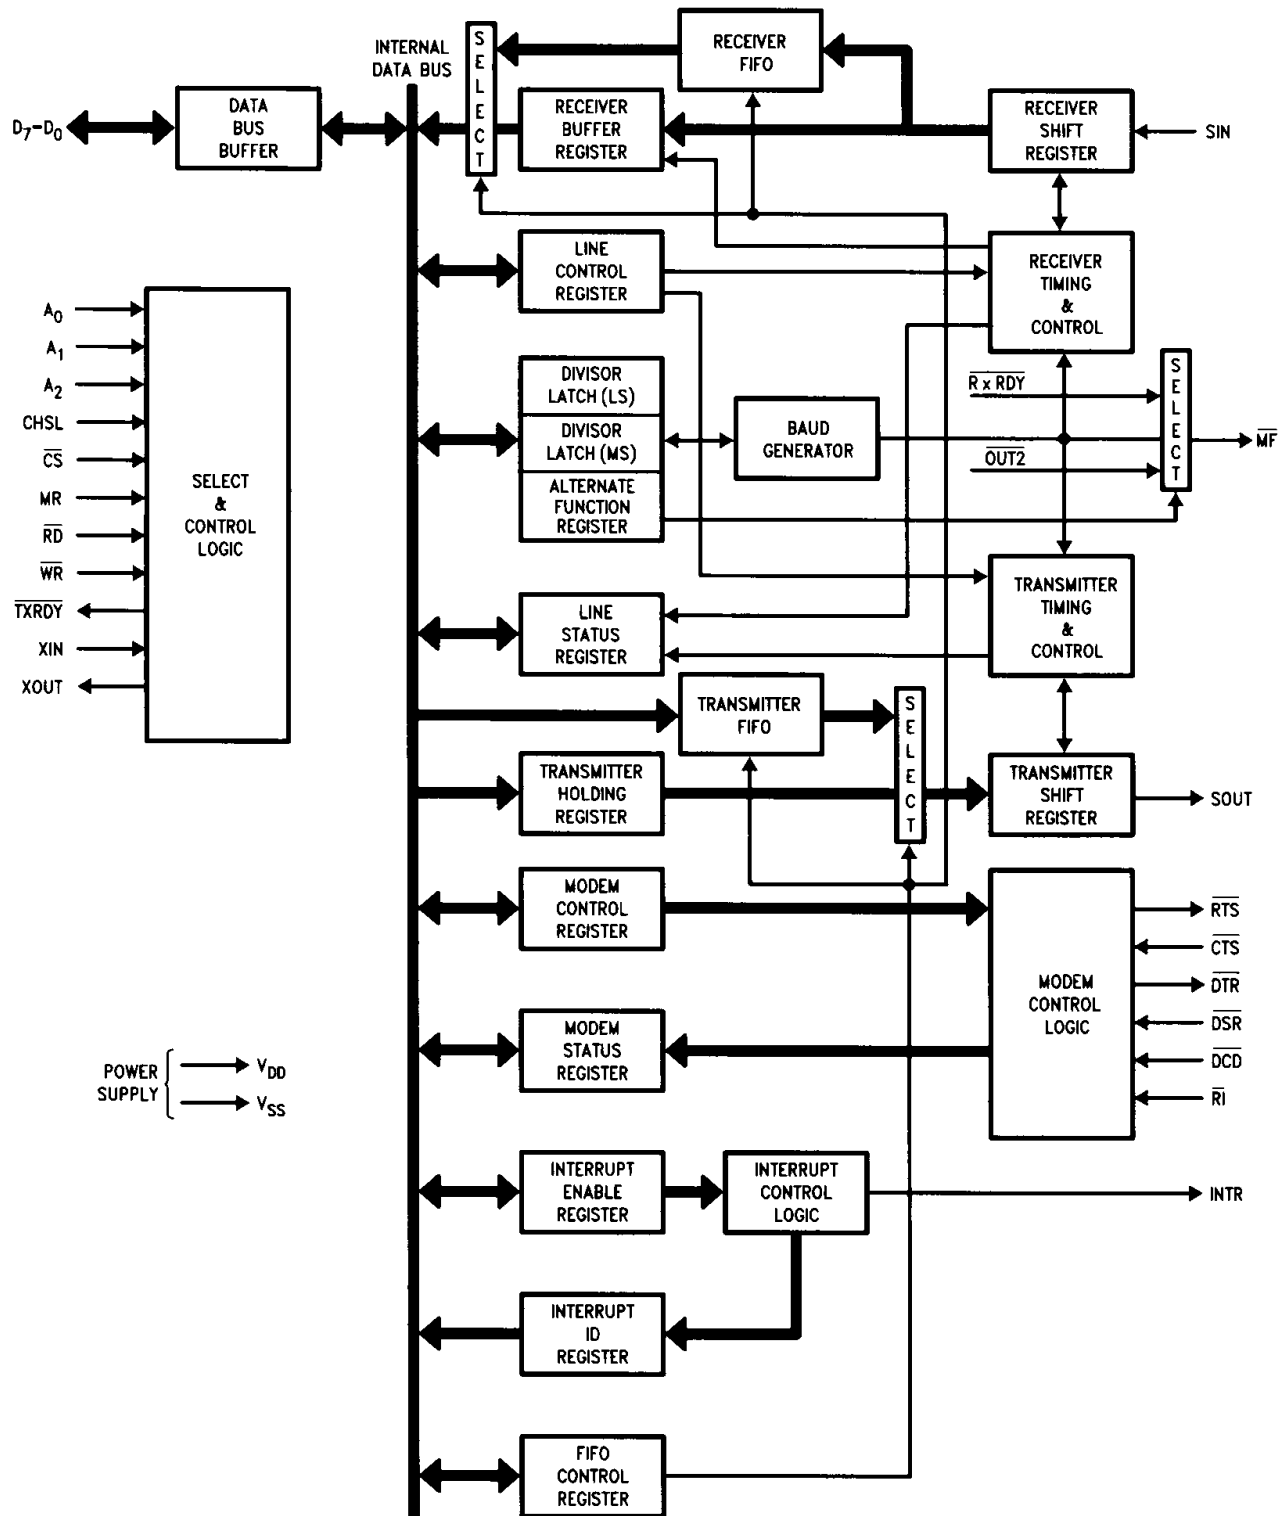 INTERNAL
DATA BUS
D7-D0
DATA
BUS
BUFFER
SELECT
RECEIVER
FIFO
RECEIVER
BUFFER
REGISTER
RECEIVER
SHIFT
REGISTER
SIN
LINE
CONTROL
REGISTER
RECEIVER
TIMING
&
CONTROL
A0
A1
A2
CHSL
CS
MR
RD
WR
TXRDY
XIN
XOUT
SELECT
&
CONTROL
LOGIC
DIVISOR
LATCH (LS)
DIVISOR
LATCH (MS)
ALTERNATE
FUNCTION
REGISTER
BAUD
GENERATOR
R x RDY
OUT2
SELECT
MF
LINE
STATUS
REGISTER
TRANSMITTER
TIMING
&
CONTROL
TRANSMITTER
FIFO
SELECT
TRANSMITTER
HOLDING
REGISTER
TRANSMITTER
SHIFT
REGISTER
SOUT
MODEM
CONTROL
REGISTER
MODEM
CONTROL
LOGIC
RTS
CTS
DTR
DSR
DCD
RI
MODEM
STATUS
REGISTER
POWER
SUPPLY
VDD
VSS
INTERRUPT
ENABLE
REGISTER
INTERRUPT
CONTROL
LOGIC
INTR
INTERRUPT
ID
REGISTER
FIFO
CONTROL
REGISTER